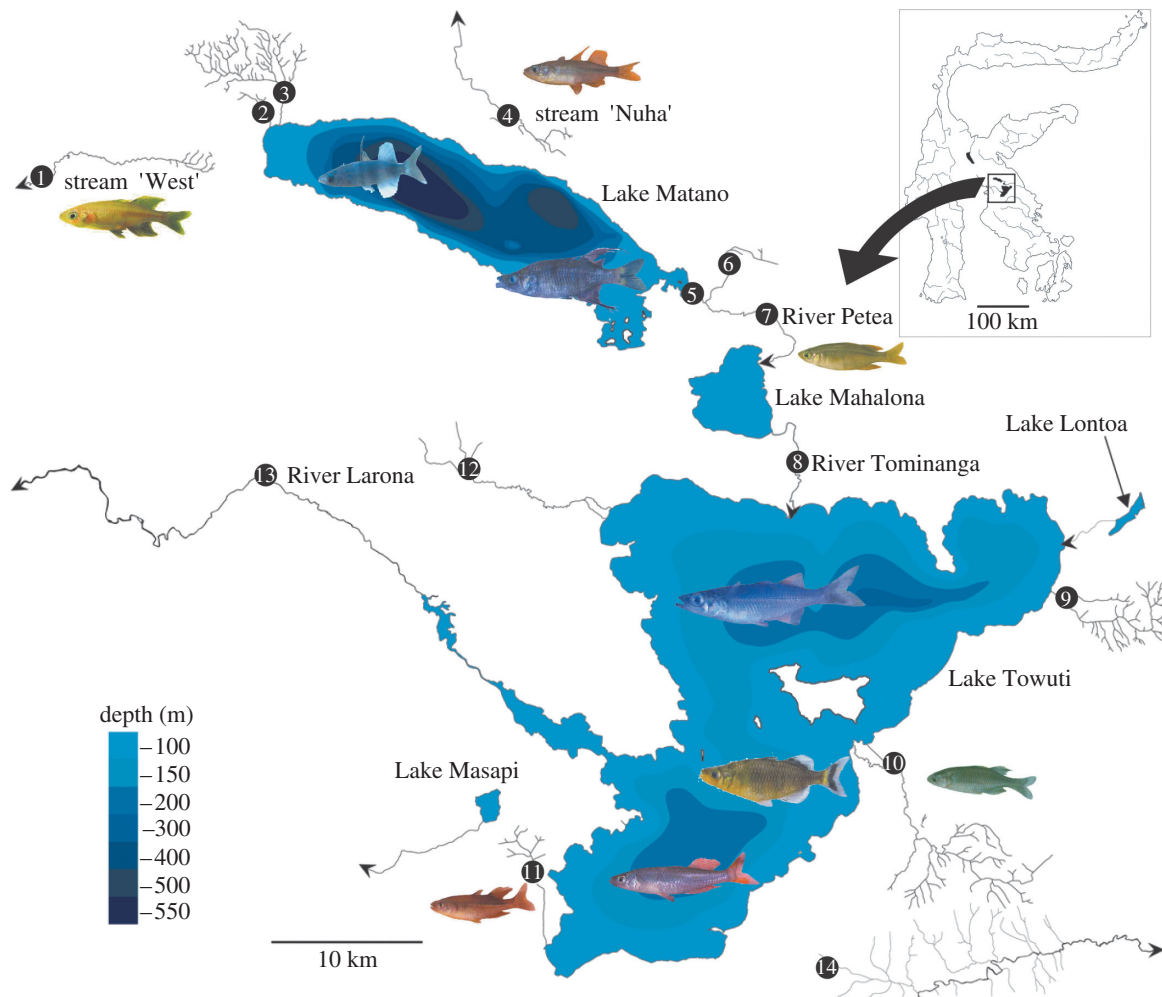 4
stream 'Nuha'
3
2
1
stream 'West'
Lake Matano
100 km
6
5
7
River Petea
Lake Mahalona
Lake Lontoa
13
River Larona
12
8
River Tominanga
9
Lake Towuti
depth (m)
–100
–150
–200
–300
–400
–500
–550
Lake Masapi
10
11
10 km
14